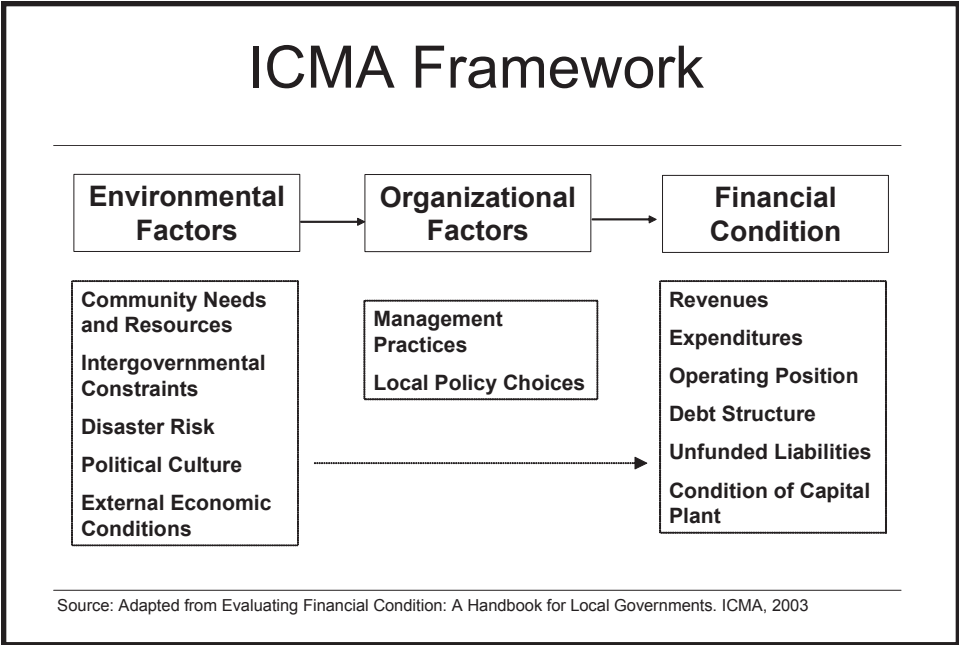 ICMA Framework
Environmental
Factors
Organizational
Factors
Financial
Condition
Community Needs
and Resources
Intergovernmental
Constraints
Disaster Risk
Political Culture
External Economic
Conditions
Management
Practices
Local Policy Choices
Revenues
Expenditures
Operating Position
Debt Structure
Unfunded Liabilities
Condition of Capital
Plant
Source: Adapted from Evaluating Financial Condition: A Handbook for Local Governments. ICMA, 2003